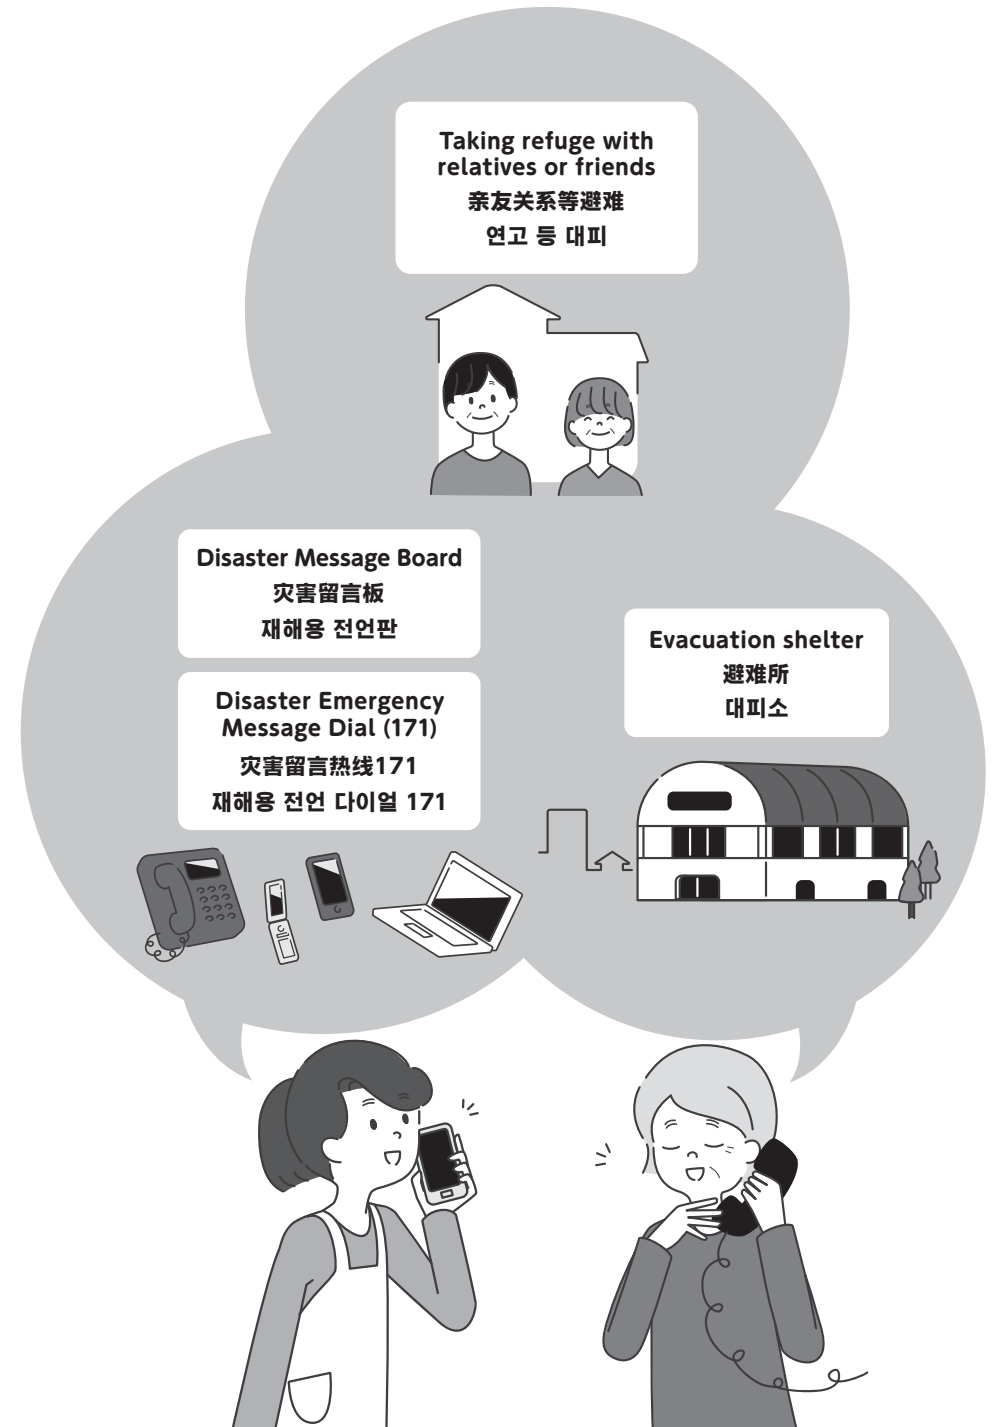 Taking refuge with
relatives or friends
亲友关系等避难
연고 등 대피
Disaster Message Board
灾害留言板
재해용 전언판
Disaster Emergency
Message Dial (171)
灾害留言热线171
재해용 전언 다이얼 171
Evacuation shelter
避难所
대피소